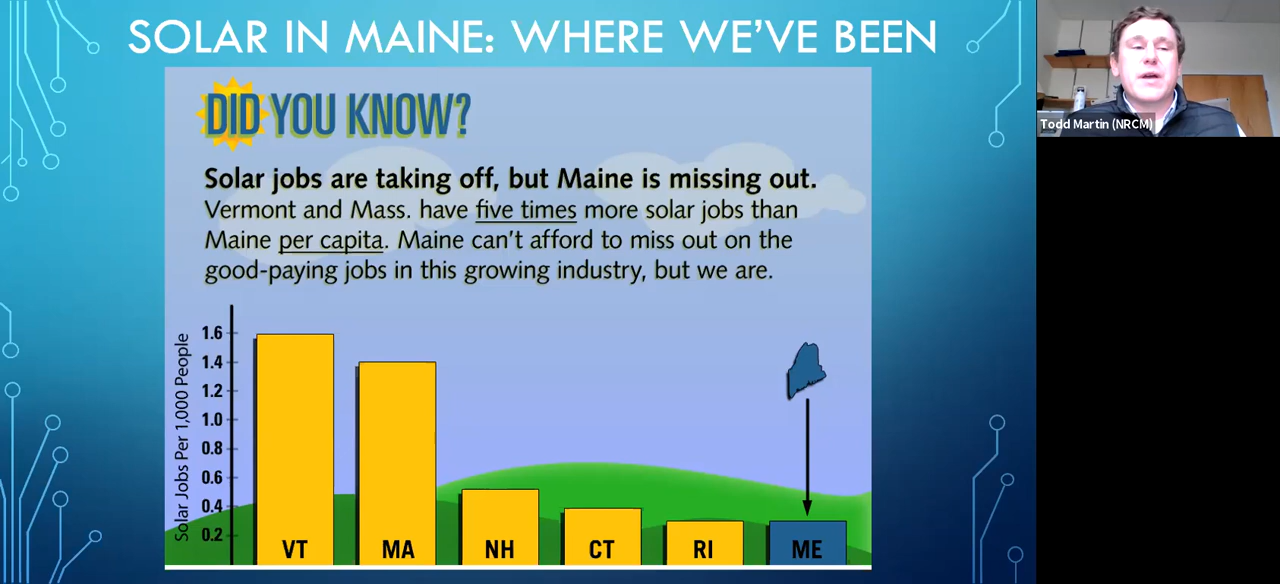 SOLAR IN MAINE: WHERE WE'VE BEEN
Todd Martin (NRCM)
DID YOU KNOW?
Solar jobs are taking off, but Maine is missing out.
Vermont and Mass. have five times more solar jobs than
Maine per capita. Maine can't afford to miss out on the
good-paying jobs in this growing industry, but we are.
Solar Jobs Per 1,000 People
1.6
1.4
1.2
1.0
0.8
0.6
0.4
0.2
VT MA NH CT RI ME